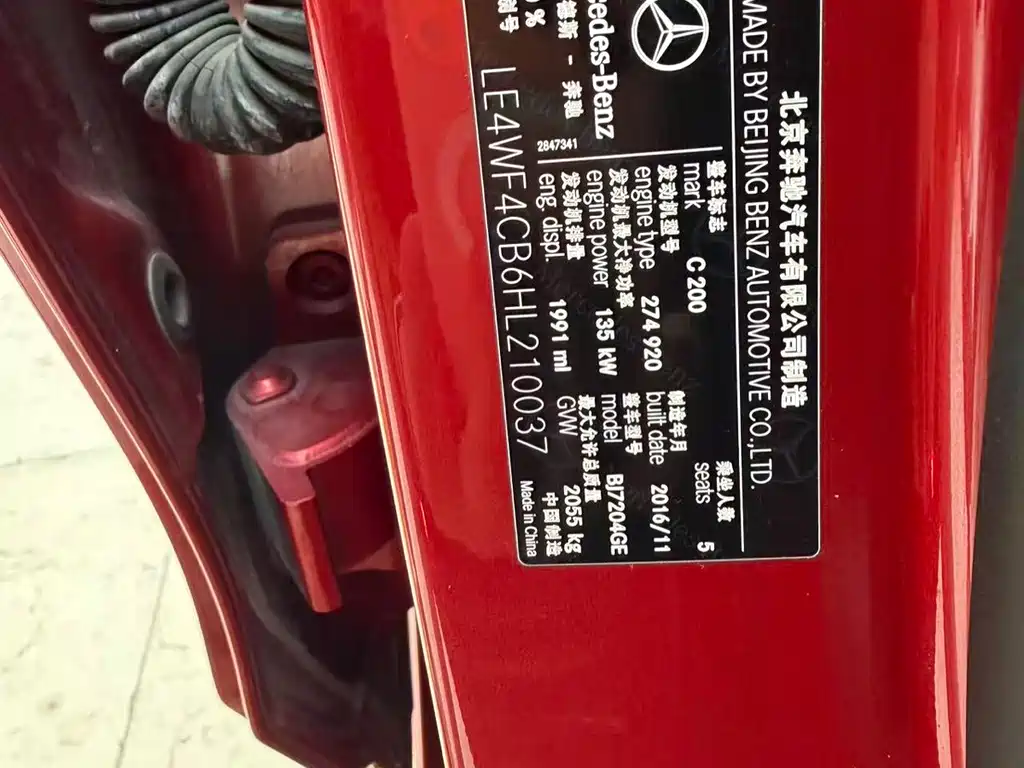 北京奔驰汽车有限公司制造
MADE BY BEIJING BENZ AUTOMOTIVE CO.,LTD.
整车标志 乘坐人数
mark C 200 seats 5
发动机型号 制造年月
engine type 274 920 built date 2016/11
发动机最大净功率 整车型号
engine power 135 kW model BJ7204GE
发动机排量 最大允许总质量
eng. displ. 1991 ml GVW 2055 kg
中国制造
Made in China
2847341
LE4WF4CB6HL210037